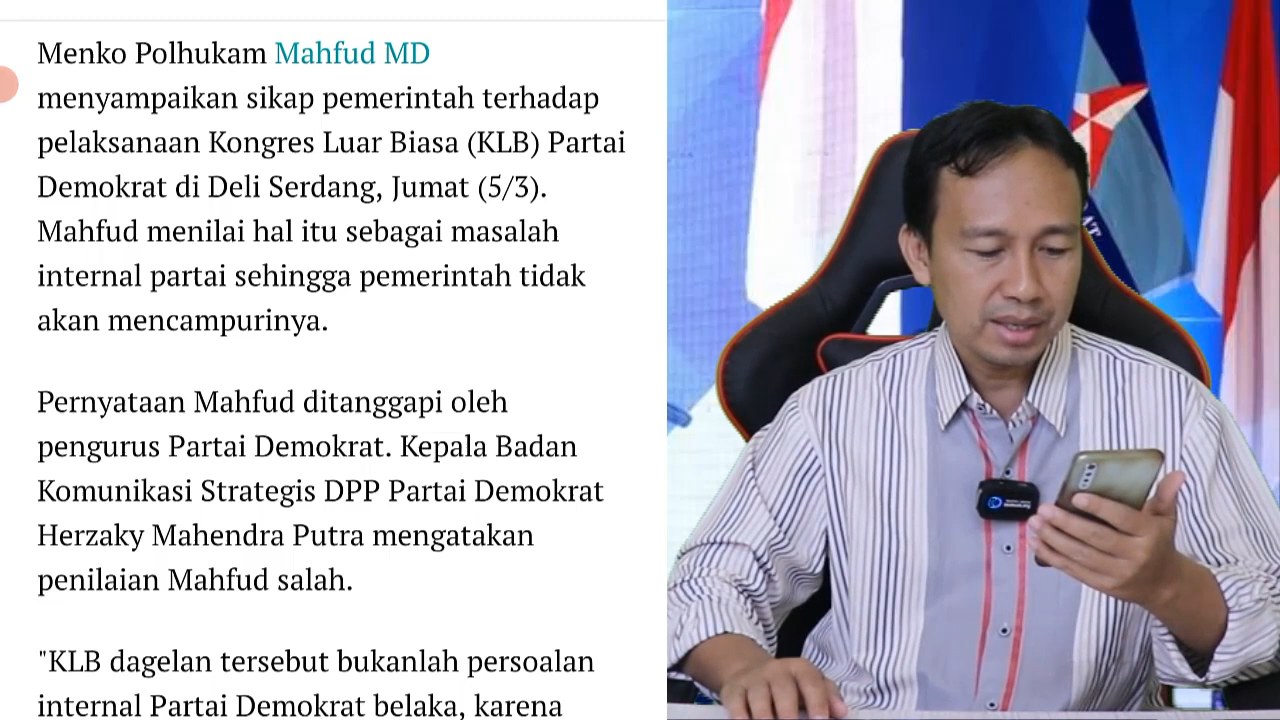 Menko Polhukam Mahfud MD
menyampaikan sikap pemerintah terhadap
pelaksanaan Kongres Luar Biasa (KLB) Partai
Demokrat di Deli Serdang, Jumat (5/3).
Mahfud menilai hal itu sebagai masalah
internal partai sehingga pemerintah tidak
akan mencampurinya.
Pernyataan Mahfud ditanggapi oleh
pengurus Partai Demokrat. Kepala Badan
Komunikasi Strategis DPP Partai Demokrat
Herzaky Mahendra Putra mengatakan
penilaian Mahfud salah.
"KLB dagelan tersebut bukanlah persoalan
internal Partai Demokrat belaka, karena